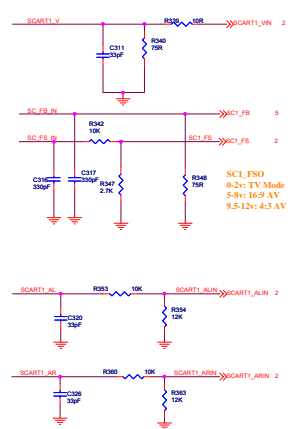 SCART1_V R339 10R SCART1_VIN 2
C311
33pF
R340
75R
SC_FB_IN SC1_FB 5
SC_FS_IN R342
10K SC1_FS SC1_FS 2
C316
330pF
C317
330pF
R347
2.7K
R348
75R
SC1_FSO
0-2v: TV Mode
5-8v: 16:9 AV
9.5-12v: 4:3 AV
SCART1_AL R353 10K SCART1_ALIN SCART1_ALIN 2
C320
33pF
R354
12K
SCART1_AR R360 10K SCART1_ARIN SCART1_ARIN 2
C326
33pF
R363
12K